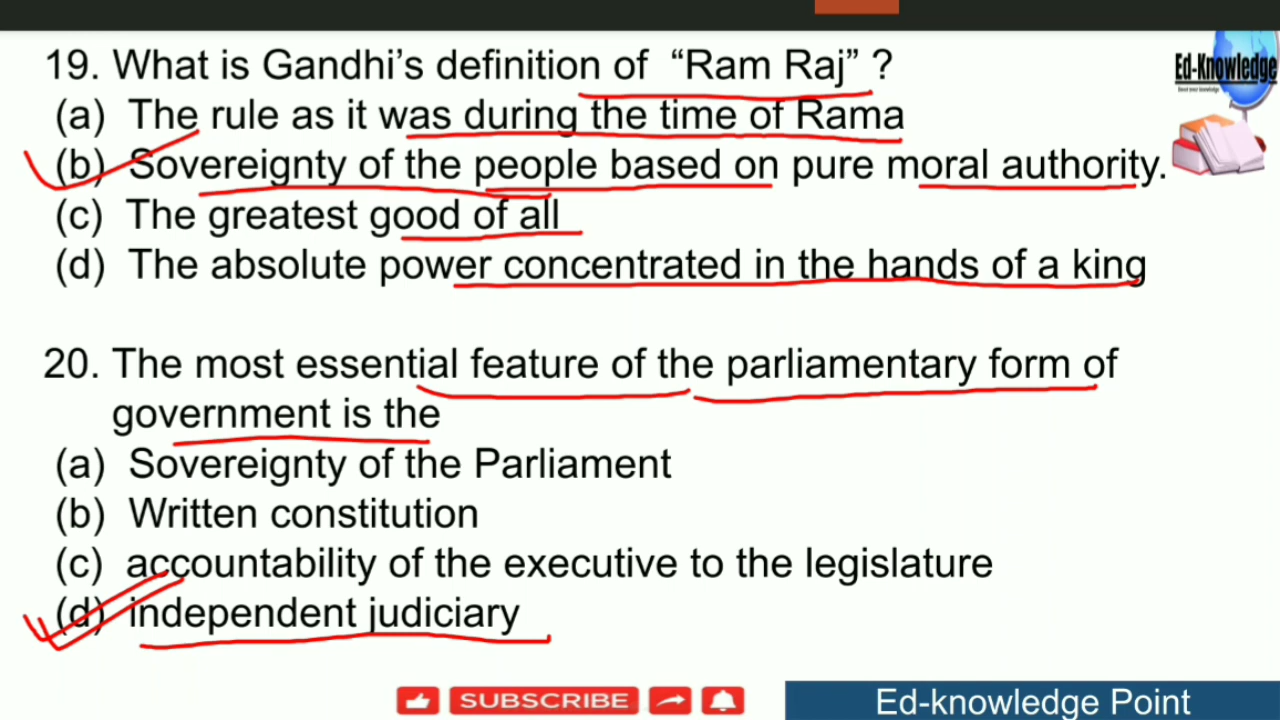 19. What is Gandhi's definition of “Ram Raj” ?
(a) The rule as it was during the time of Rama
(b) Sovereignty of the people based on pure moral authority.
(c) The greatest good of all
(d) The absolute power concentrated in the hands of a king
20. The most essential feature of the parliamentary form of
government is the
(a) Sovereignty of the Parliament
(b) Written constitution
(c) accountability of the executive to the legislature
(d) independent judiciary
Ed-Knowledge
SUBSCRIBE
Ed-knowledge Point